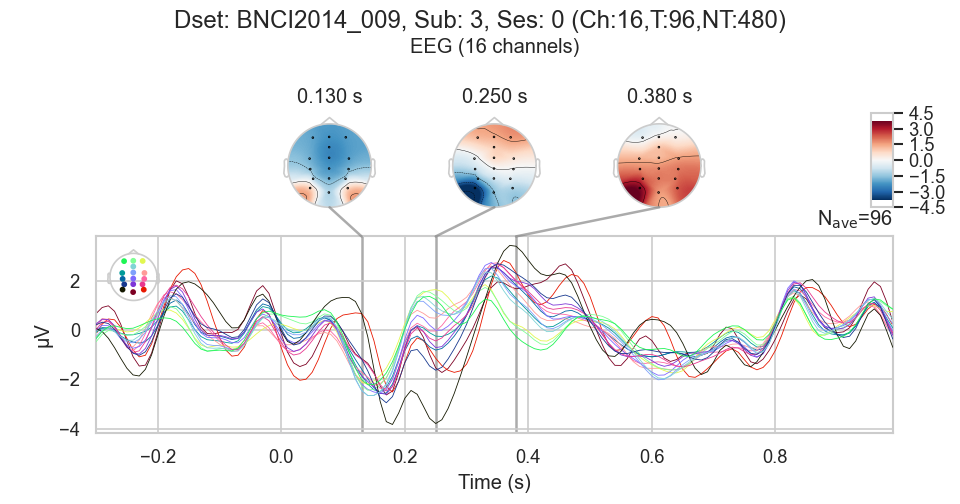 Dset: BNCI2014_009, Sub: 3, Ses: 0 (Ch:16,T:96,NT:480)
EEG (16 channels)
0.130 s
0.250 s
0.380 s
4.5
3.0
1.5
0.0
−1.5
−3.0
−4.5
Nave=96
2
0
−2
−4
µV
−0.2
0.0
0.2
0.4
0.6
0.8
Time (s)